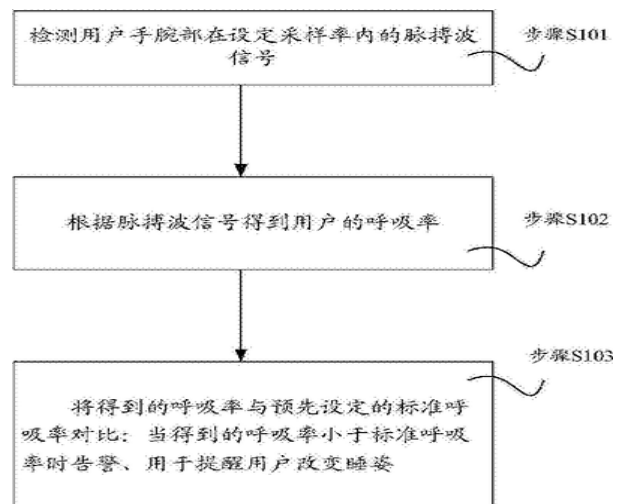 检测用户手腕部在设定采样率内的脉搏波
信号
步骤S101
根据脉搏波信号得到用户的呼吸率
步骤S102
步骤S103
将得到的呼吸率与预先设定的标准呼
吸率对比；当得到的呼吸率小于标准呼吸
率时告警、用于提醒用户改变睡姿